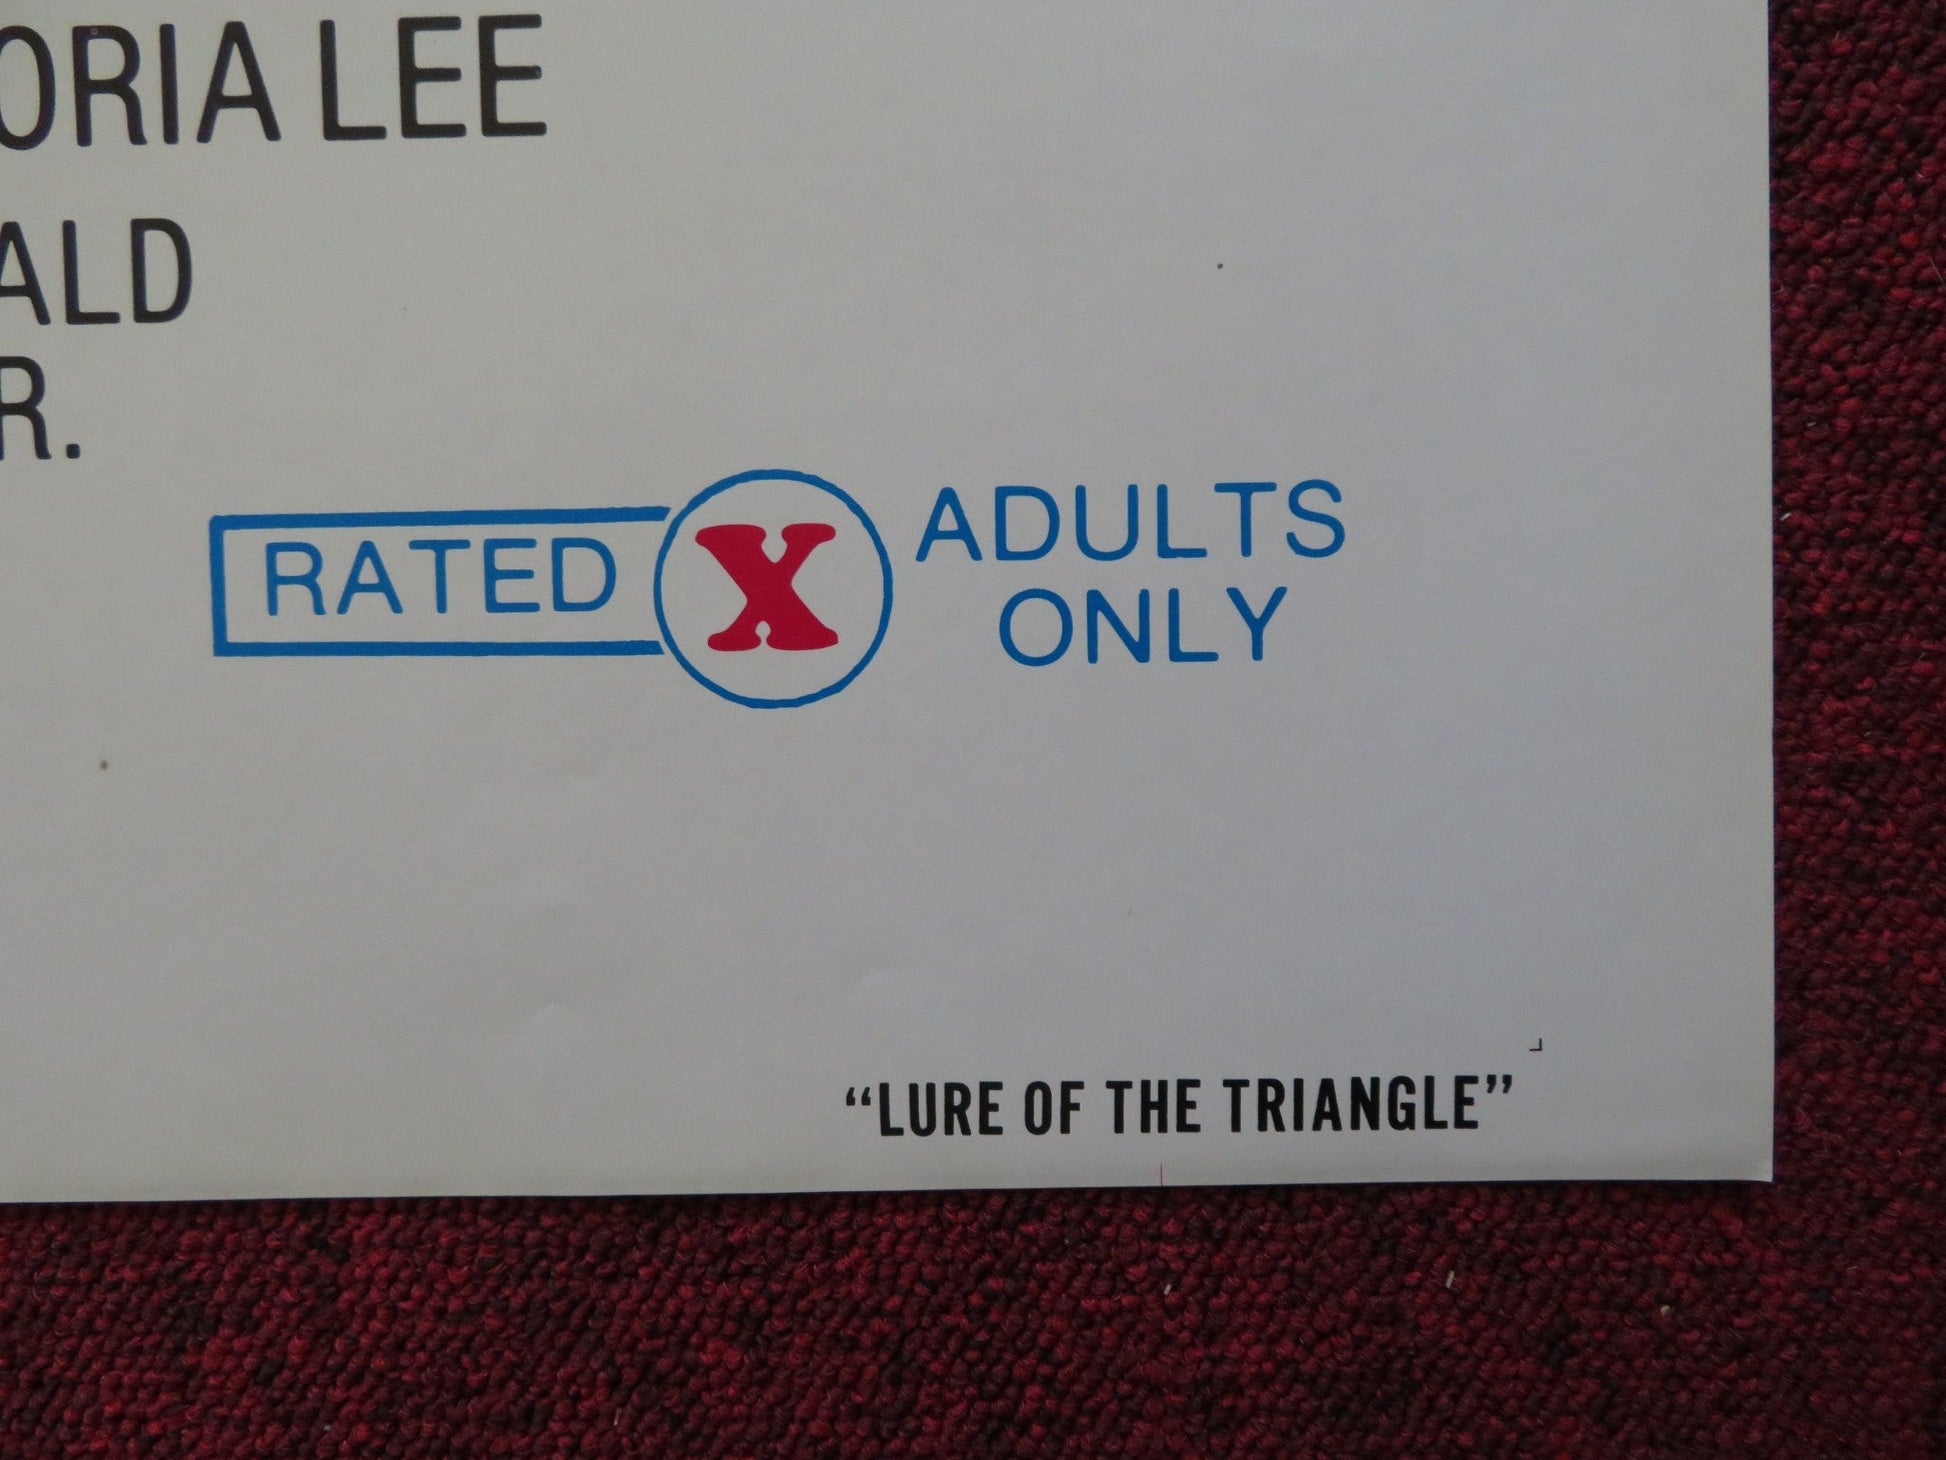 ORIA LEE
ALD
R.
RATED X ADULTS
ONLY
“LURE OF THE TRIANGLE”